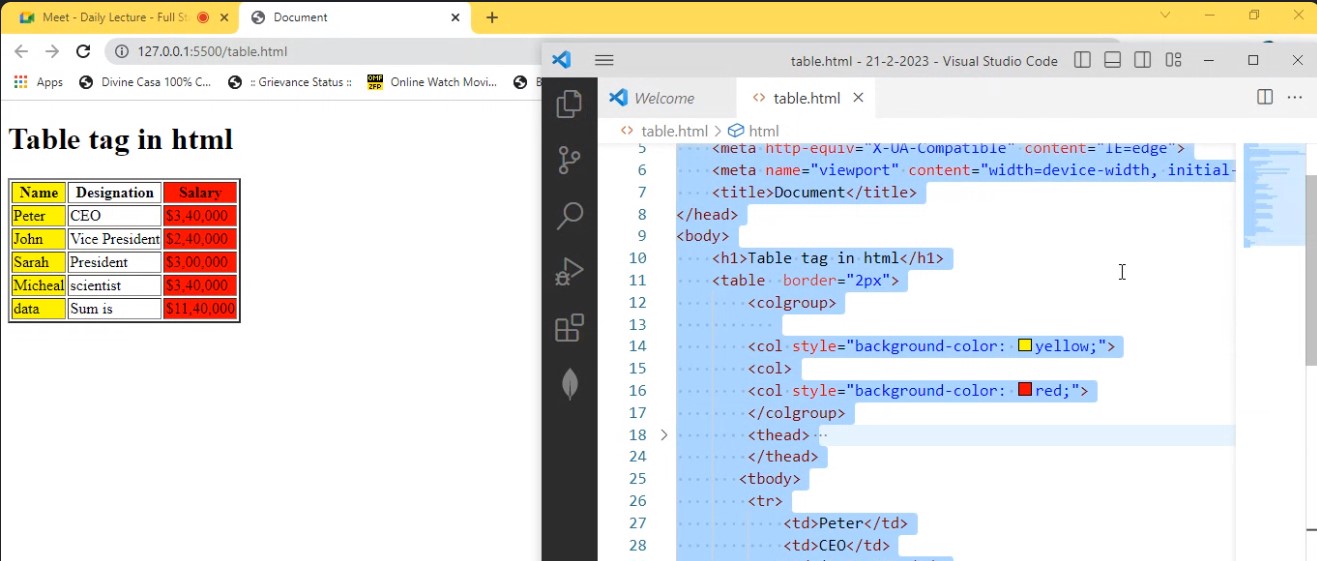 Meet - Daily Lecture - Full St
Document
127.0.0.1:5500/table.html
Apps
Divine Casa 100% C...
:: Grievance Status ::
Online Watch Movi...
B
Table tag in html
Name Designation Salary
Peter CEO $3,40,000
John Vice President $2,40,000
Sarah President $3,00,000
Micheal scientist $3,40,000
data Sum is $11,40,000
table.html - 21-2-2023 - Visual Studio Code
Welcome
table.html
table.html > html
5 <meta http-equiv="X-UA-Compatible" content="IE=edge">
6 <meta name="viewport" content="width=device-width, initial-
7 <title>Document</title>
8 </head>
9 <body>
10 <h1>Table tag in html</h1>
11 <table border="2px">
12 <colgroup>
13
14 <col style="background-color: yellow;">
15 <col>
16 <col style="background-color: red;">
17 </colgroup>
18 <thead> ...
24 </thead>
25 <tbody>
26 <tr>
27 <td>Peter</td>
28 <td>CEO</td>